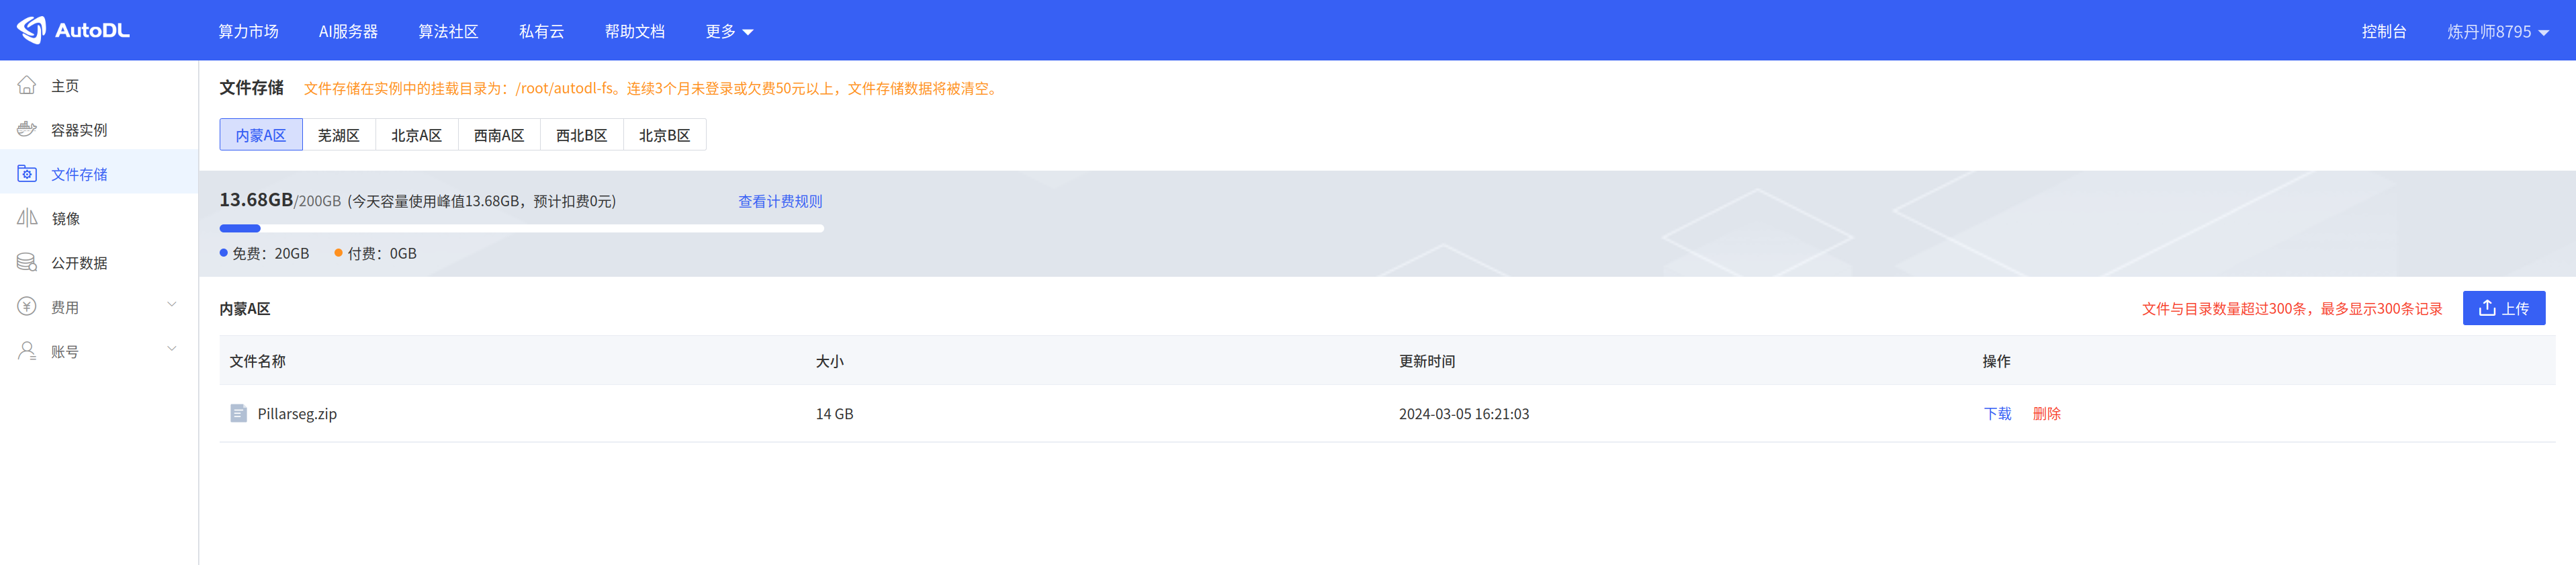 AutoDL 算力市场 AI服务器 算法社区 私有云 帮助文档 更多 控制台 炼丹师8795
主页
容器实例
文件存储
镜像
公开数据
费用
账号
文件存储 文件存储在实例中的挂载目录为：/root/autodl-fs。连续3个月未登录或欠费50元以上，文件存储数据将被清空。
内蒙A区 芜湖区 北京A区 西南A区 西北B区 北京B区
13.68GB/200GB (今天容量使用峰值13.68GB，预计扣费0元) 查看计费规则
免费：20GB 付费：0GB
内蒙A区 文件与目录数量超过300条，最多显示300条记录 上传
文件名称 大小 更新时间 操作
Pillarseg.zip 14 GB 2024-03-05 16:21:03 下载 删除